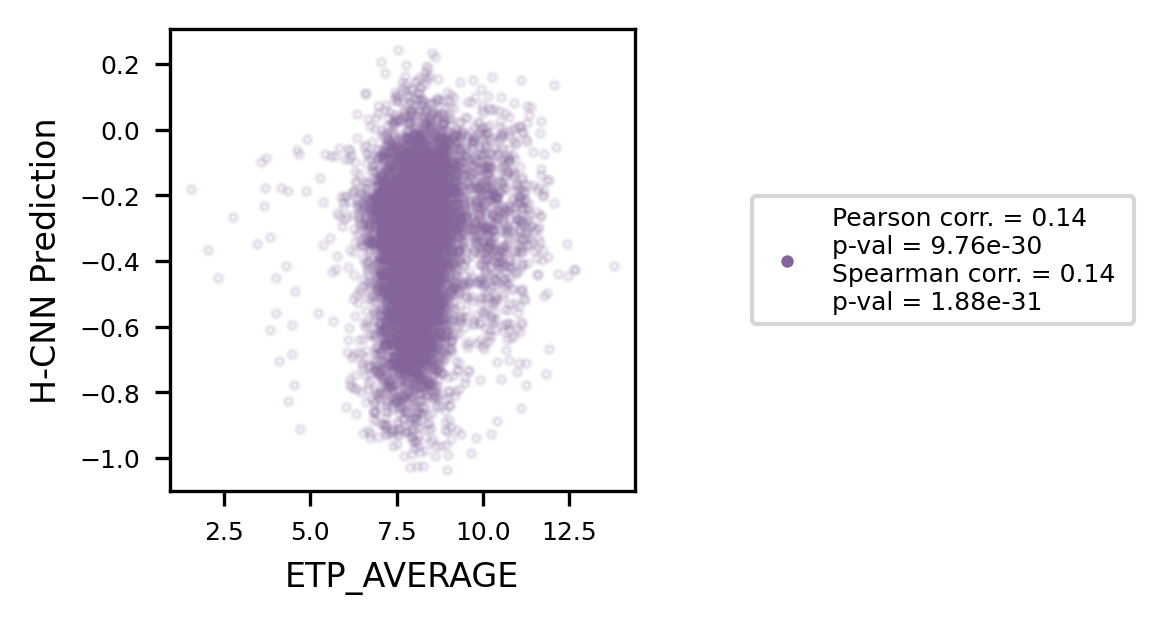 0.2
0.0
−0.2
−0.4
−0.6
−0.8
−1.0
H-CNN Prediction
2.5 5.0 7.5 10.0 12.5
ETP_AVERAGE
Pearson corr. = 0.14
p-val = 9.76e-30
Spearman corr. = 0.14
p-val = 1.88e-31